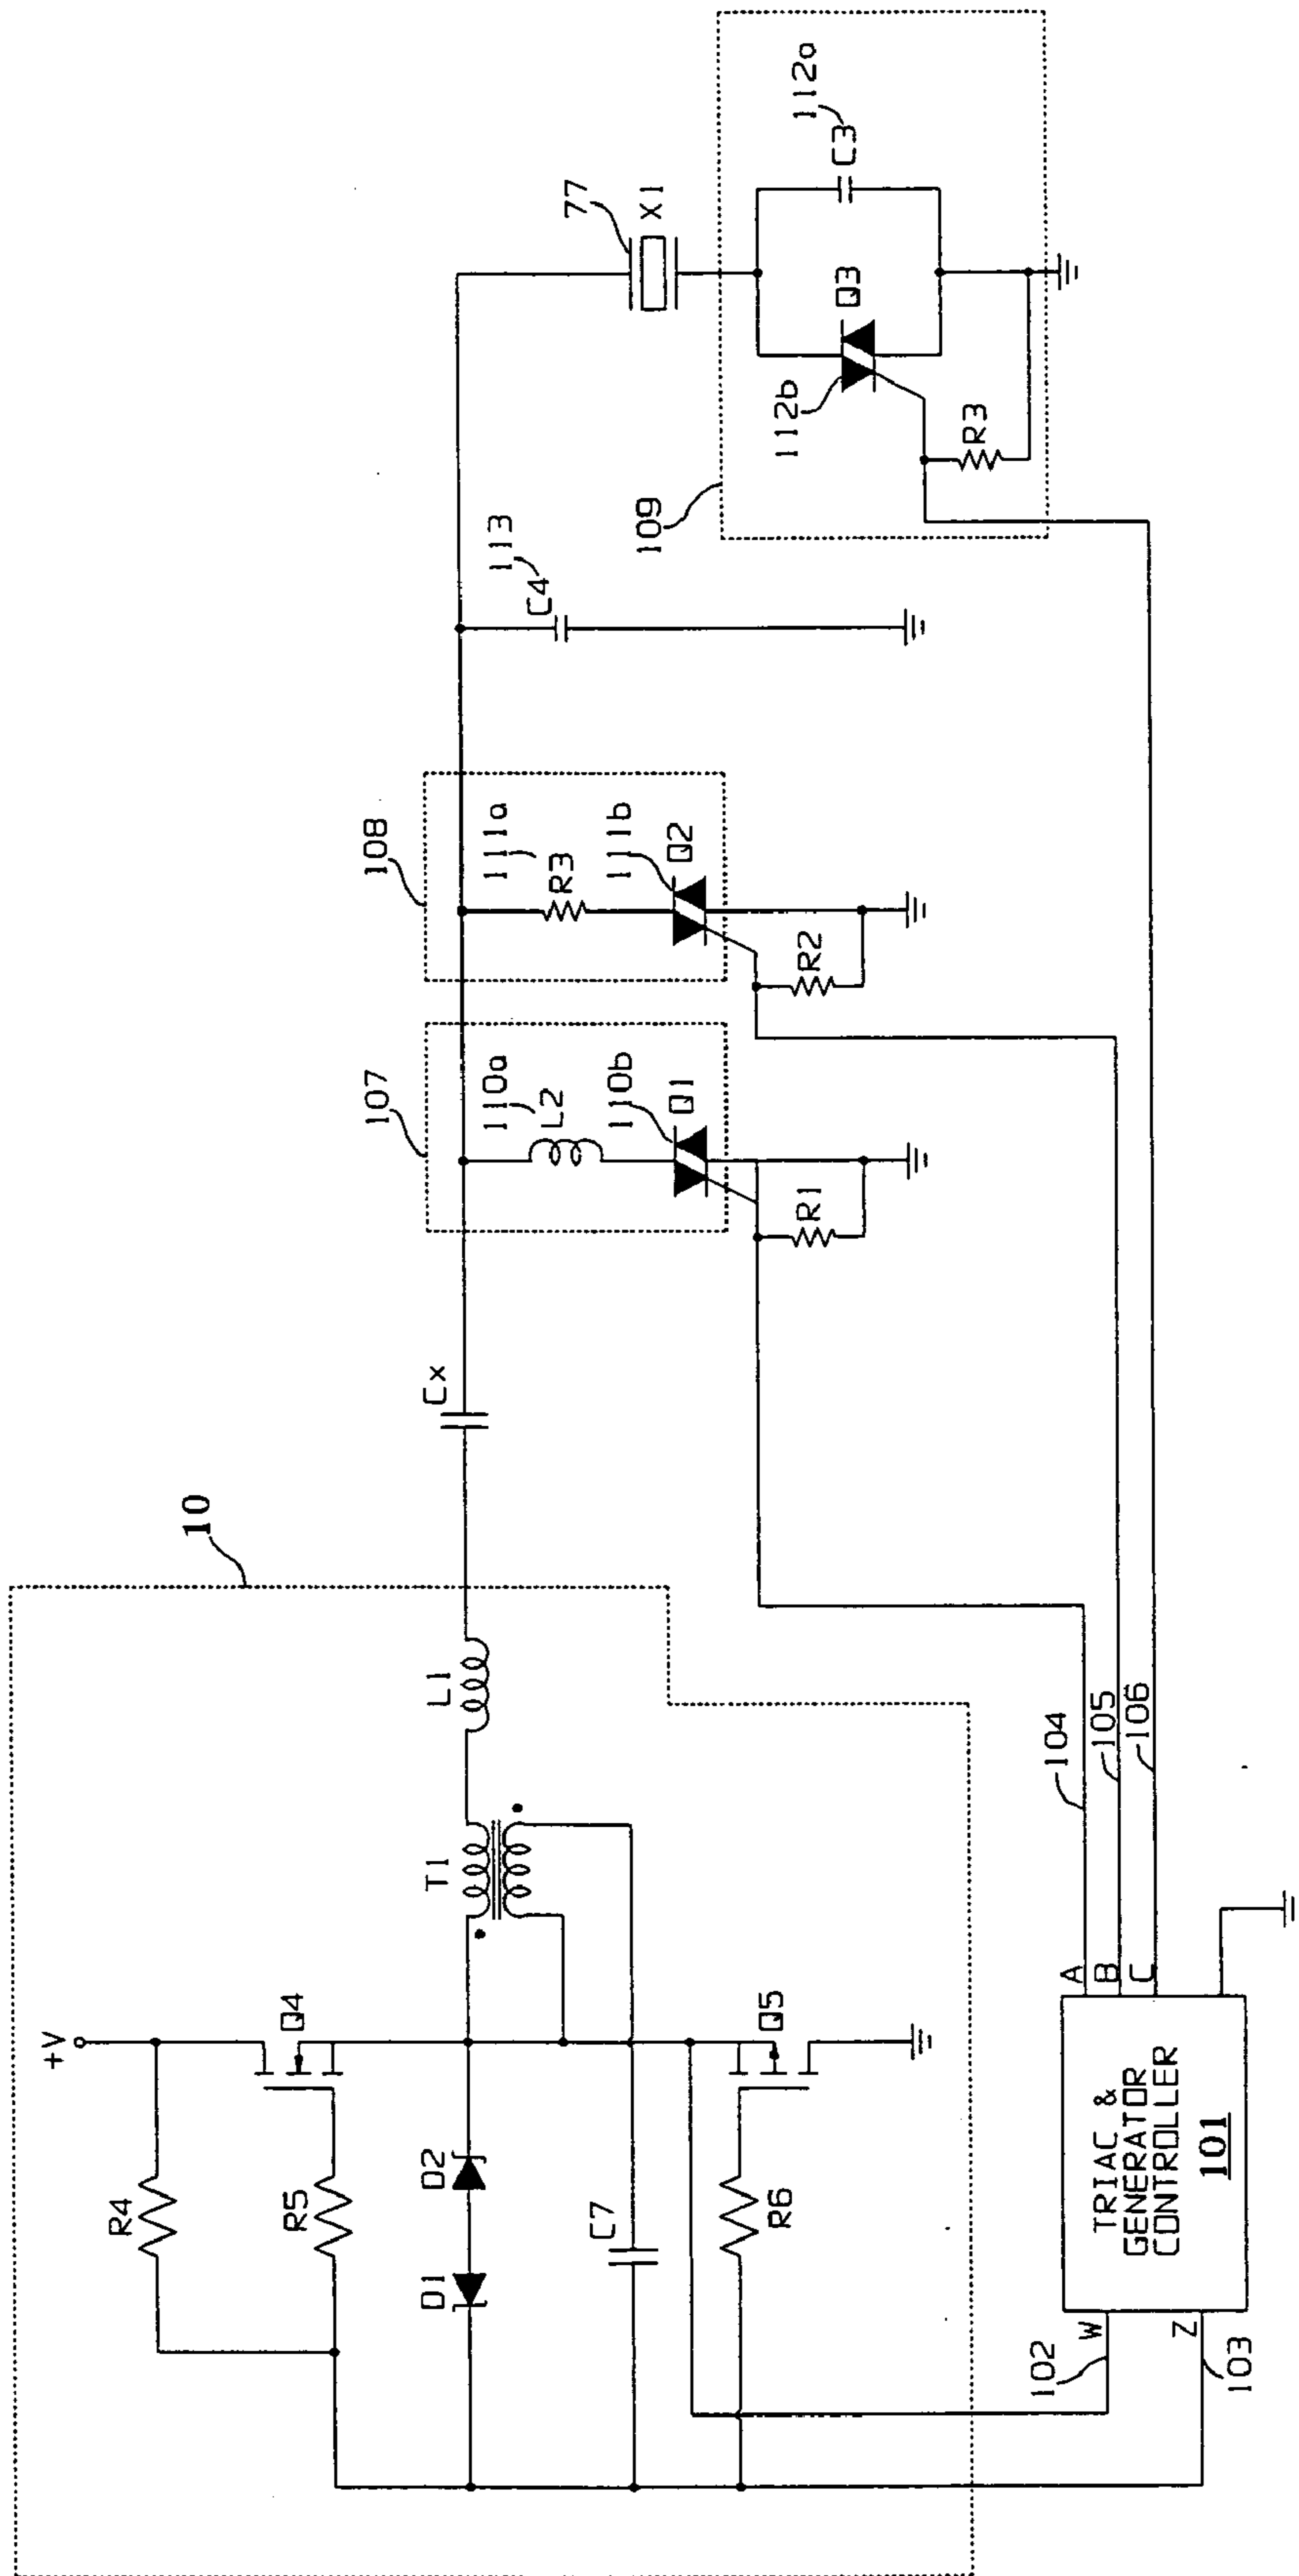 10
+V
R4
Q4
R5
D1
D2
T1
L1
Cx
C7
R6
Q5
107
110a
L2
110b
Q1
R1
108
111a
R3
111b
Q2
R2
113
C4
77
X1
109
112a
C3
112b
Q3
R3
102
W
103
Z
TRIAC &
GENERATOR
CONTROLLER
101
A
B
C
104
105
106